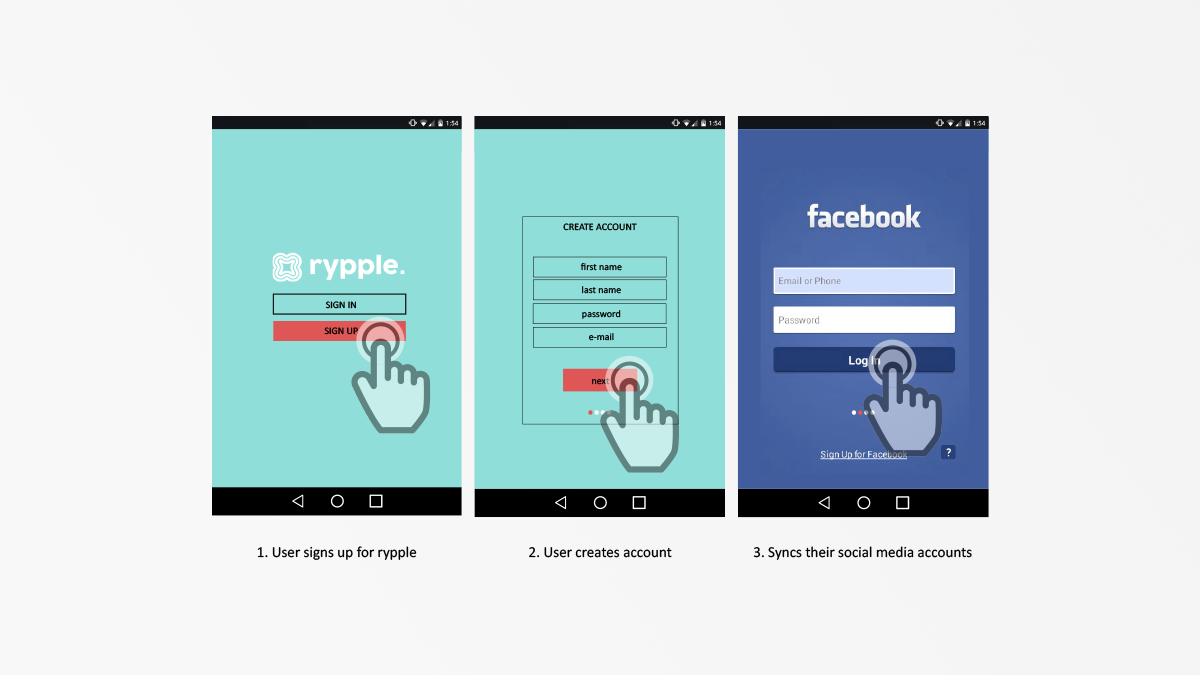 1:54
rypple.
SIGN IN
SIGN UP
1. User signs up for rypple
1:54
CREATE ACCOUNT
first name
last name
password
e-mail
next
2. User creates account
1:54
facebook
Email or Phone
Password
Log In
Sign Up for Facebook
?
3. Syncs their social media accounts